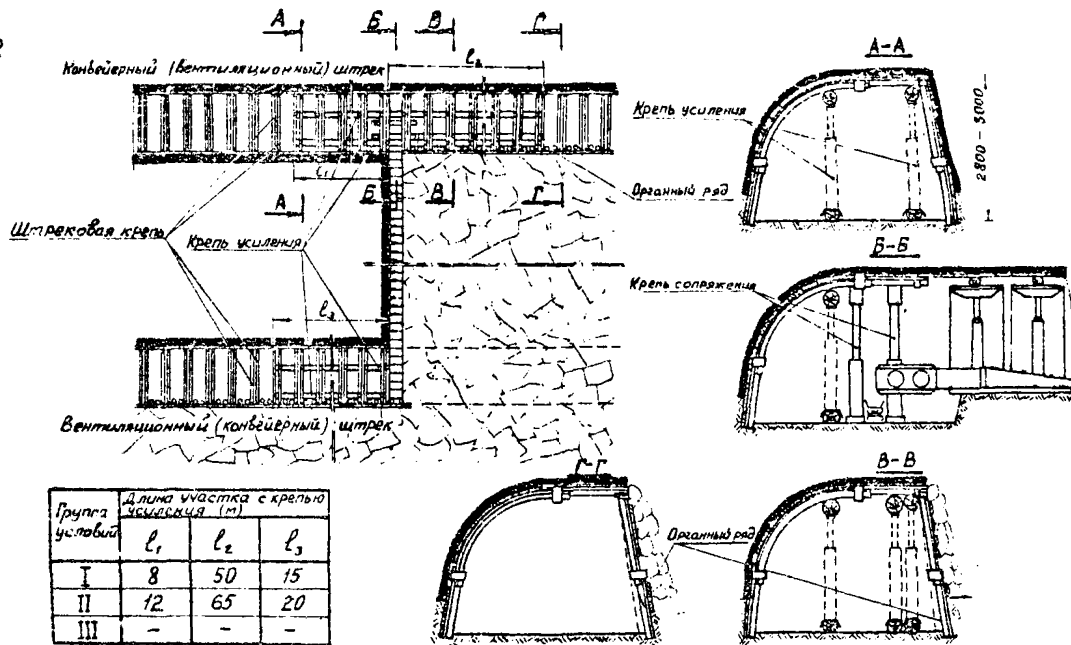 А Б В Г
l₂
Конвейерный (вентиляционный) штрек
l₁
А Б В Г
Органный ряд
Штрековая крепь
Крепь усиления
l₃
Вентиляционный (конвейерный) штрек
А-А
Крепь усиления
2800 - 5000
Б-Б
Крепь сопряжения
Г-Г
В-В
Органный ряд
Группа условий
Длина участка с крепью
усиления (м)
l₁ l₂ l₃
I 8 50 15
II 12 65 20
III - - -